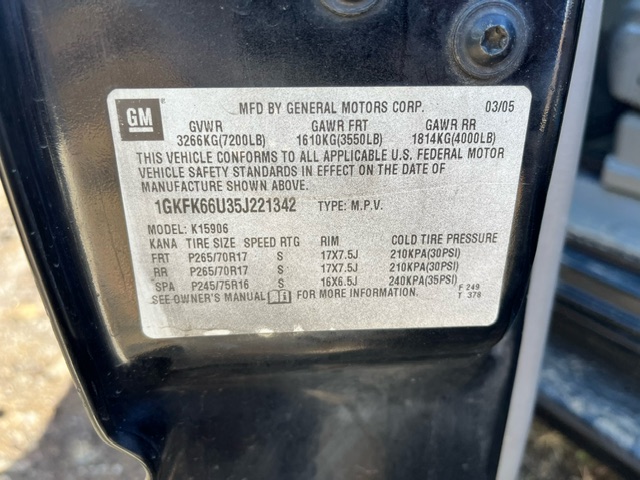 GM
MFD BY GENERAL MOTORS CORP. 03/05
GVWR GAWR FRT GAWR RR
3266KG(7200LB) 1610KG(3550LB) 1814KG(4000LB)
THIS VEHICLE CONFORMS TO ALL APPLICABLE U.S. FEDERAL MOTOR
VEHICLE SAFETY STANDARDS IN EFFECT ON THE DATE OF
MANUFACTURE SHOWN ABOVE.
1GKFK66U35J221342 TYPE: M.P.V.
MODEL: K15906
KANA TIRE SIZE SPEED RTG RIM COLD TIRE PRESSURE
FRT P265/70R17 S 17X7.5J 210KPA(30PSI)
RR P265/70R17 S 17X7.5J 210KPA(30PSI)
SPA P245/75R16 S 16X6.5J 240KPA(35PSI)
SEE OWNER'S MANUAL FOR MORE INFORMATION.
F 249
T 378